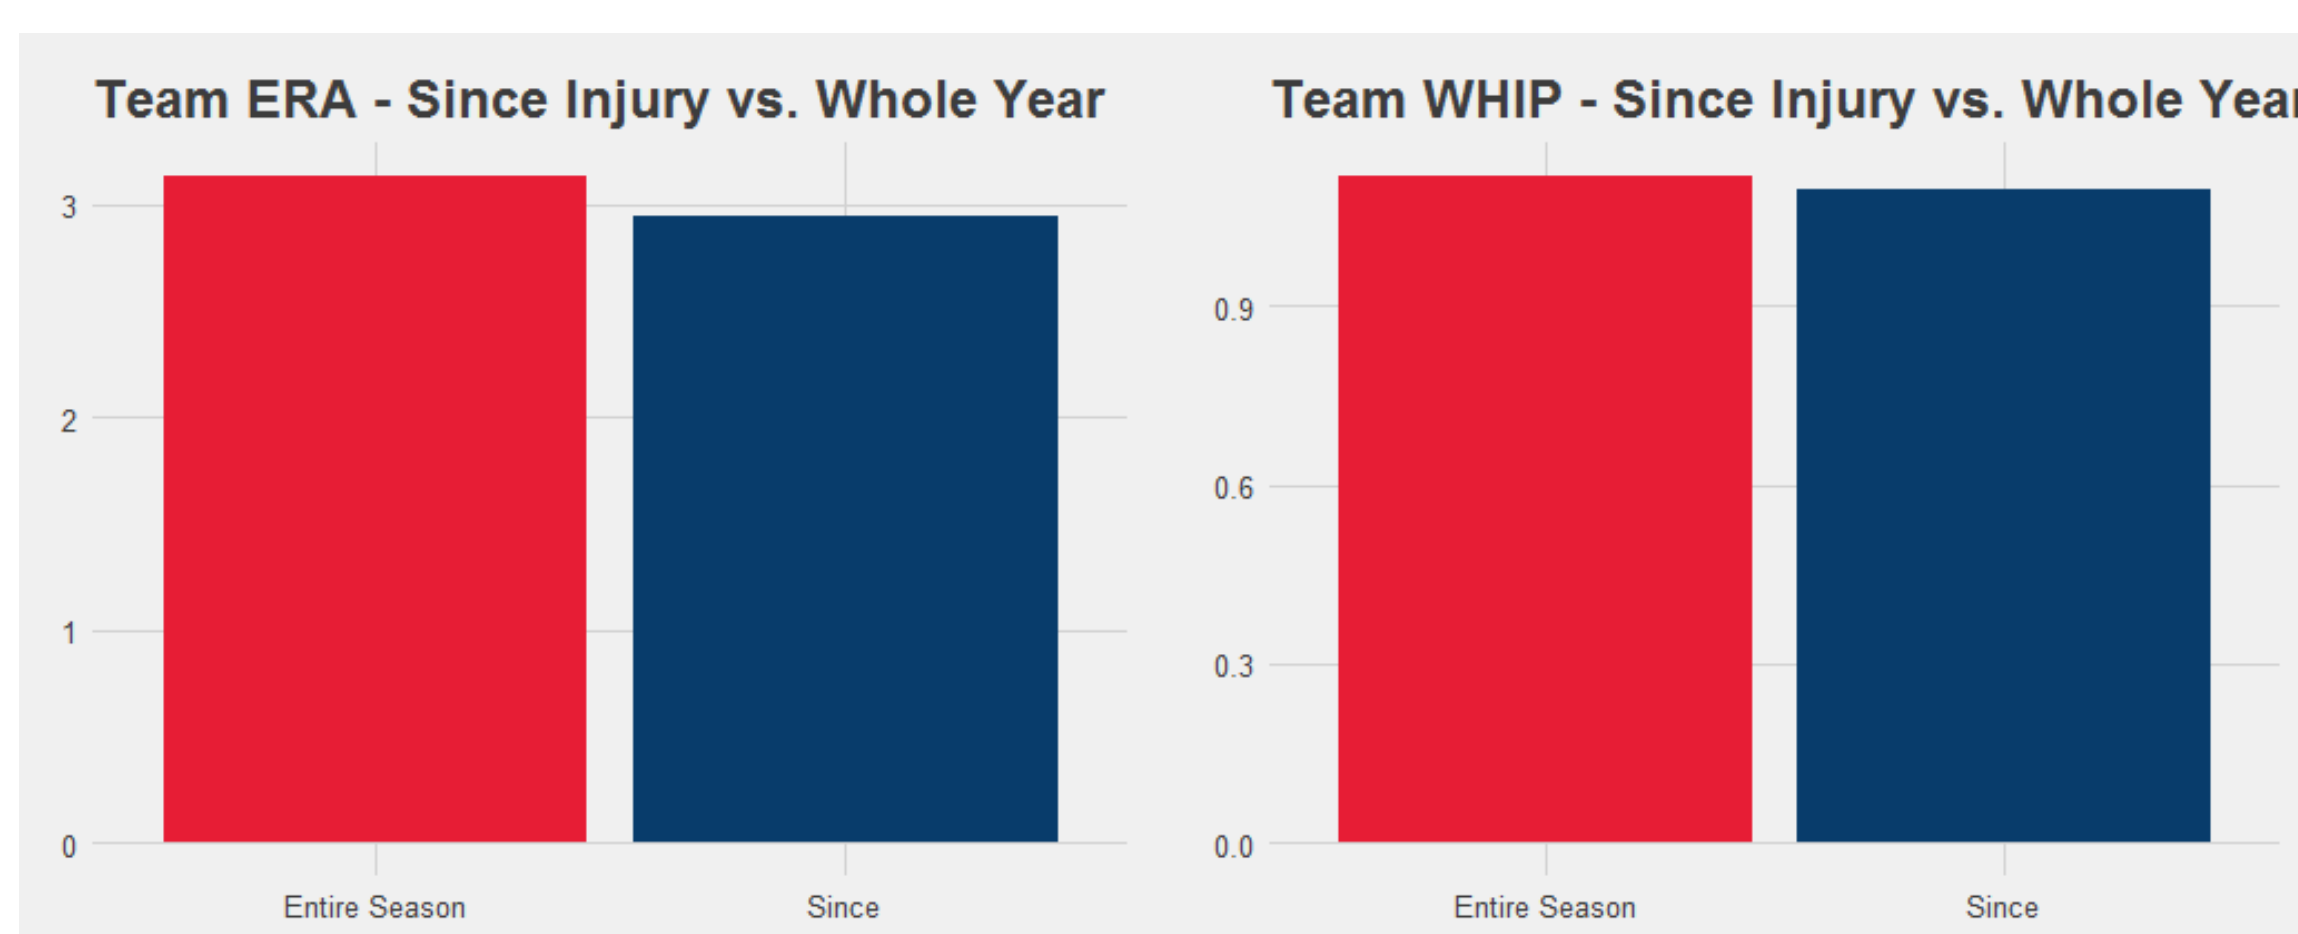 Team ERA - Since Injury vs. Whole Year
3
2
1
0
Entire Season
Since
Team WHIP - Since Injury vs. Whole Year
0.9
0.6
0.3
0.0
Entire Season
Since